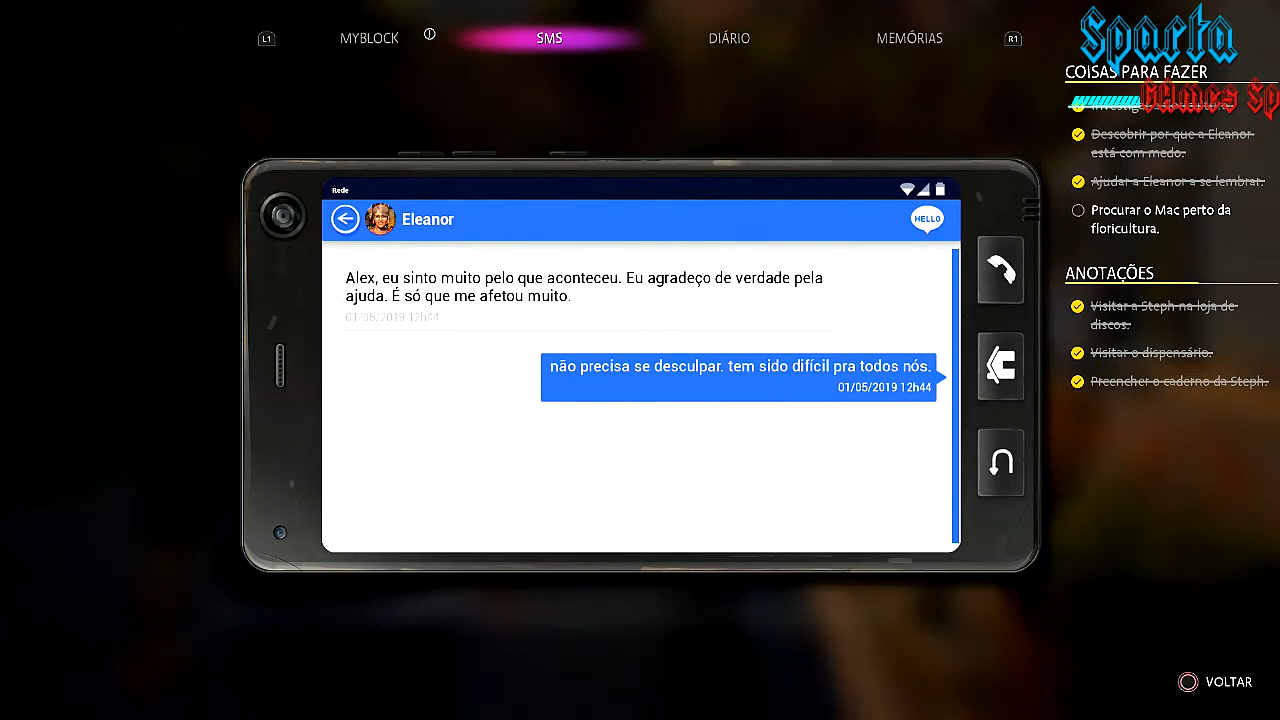 L1
MYBLOCK
SMS
DIÁRIO
MEMÓRIAS
R1
Sparta
GAmes Sp
COISAS PARA FAZER
Descobrir por que a Eleanor
está com medo.
Ajudar a Eleanor a se lembrar.
Procurar o Mac perto da
floricultura.
ANOTAÇÕES
Visitar a Steph na loja de
discos.
Visitar o dispensário.
Preencher o caderno da Steph.
Rede
Eleanor
HELLO
Alex, eu sinto muito pelo que aconteceu. Eu agradeço de verdade pela
ajuda. É só que me afetou muito.
01/05/2019 12h44
não precisa se desculpar. tem sido difícil pra todos nós.
01/05/2019 12h44
VOLTAR